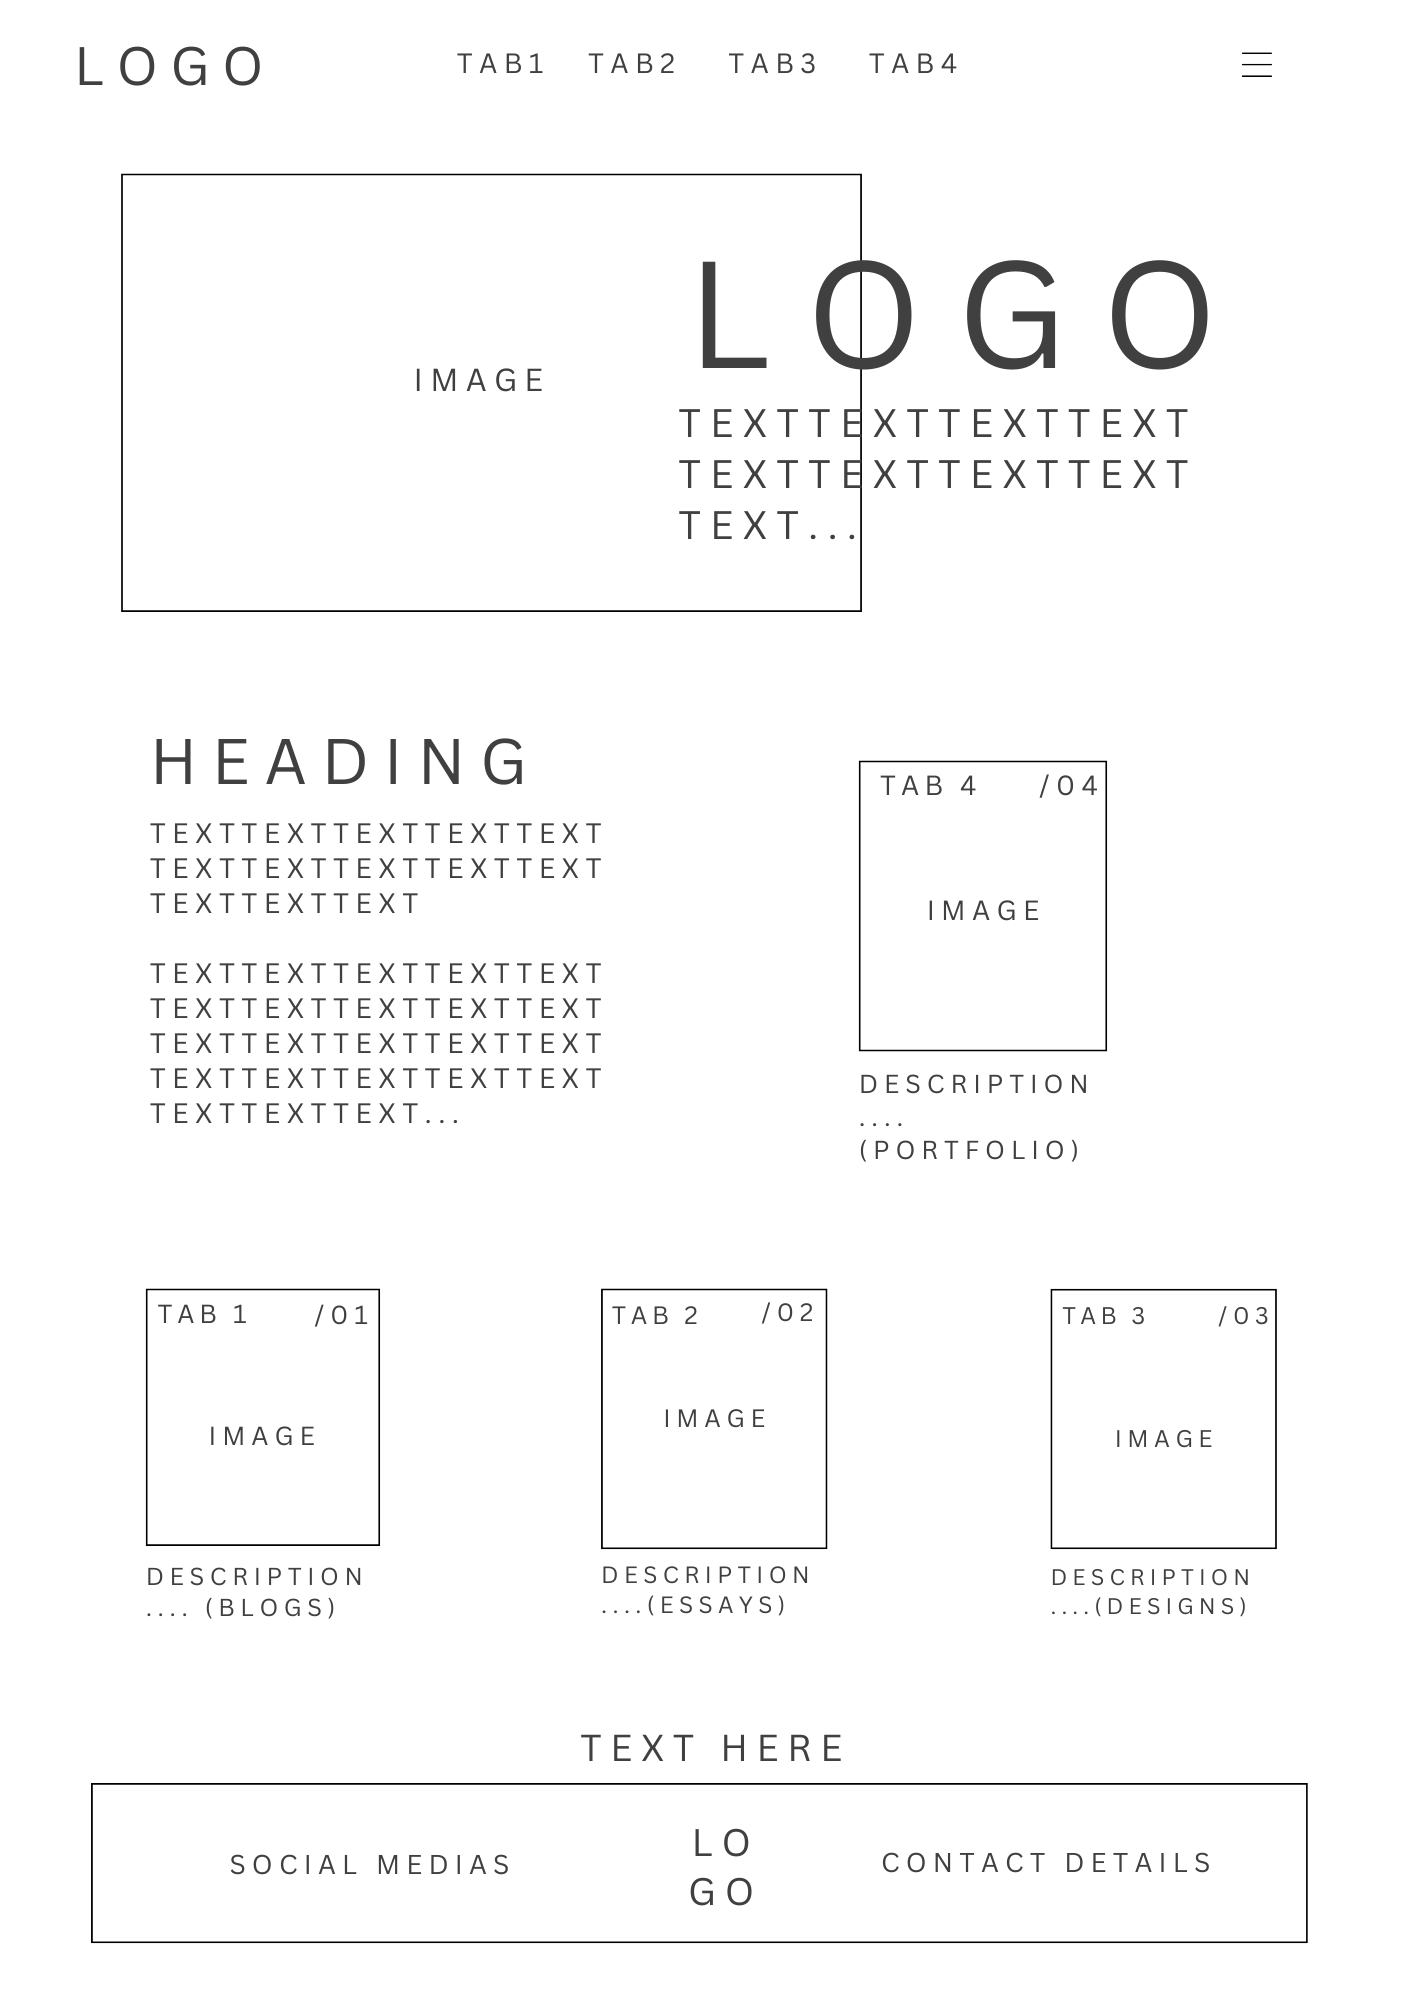 LOGO
TAB1 TAB2 TAB3 TAB4
IMAGE
LOGO
TEXTTEXTTEXTTEXT
TEXTTEXTTEXTTEXT
TEXT...
HEADING
TEXTTEXTTEXTTEXTTEXT
TEXTTEXTTEXTTEXTTEXT
TEXTTEXTTEXT
TEXTTEXTTEXTTEXTTEXT
TEXTTEXTTEXTTEXTTEXT
TEXTTEXTTEXTTEXTTEXT
TEXTTEXTTEXTTEXTTEXT
TEXTTEXTTEXT...
TAB 4 /04
IMAGE
DESCRIPTION
....
(PORTFOLIO)
TAB 1 /01
IMAGE
DESCRIPTION
.... (BLOGS)
TAB 2 /02
IMAGE
DESCRIPTION
....(ESSAYS)
TAB 3 /03
IMAGE
DESCRIPTION
....(DESIGNS)
TEXT HERE
SOCIAL MEDIAS
LO
GO
CONTACT DETAILS